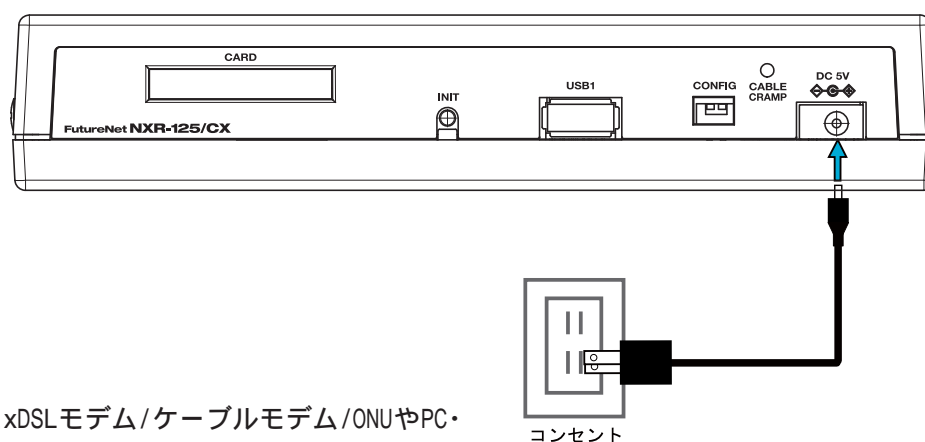 CARD
INIT
USB1
CONFIG
CABLE
CRAMP
DC 5V
FutureNet NXR-125/CX
xDSLモデム/ケーブルモデム/ONUやPC・
コンセント